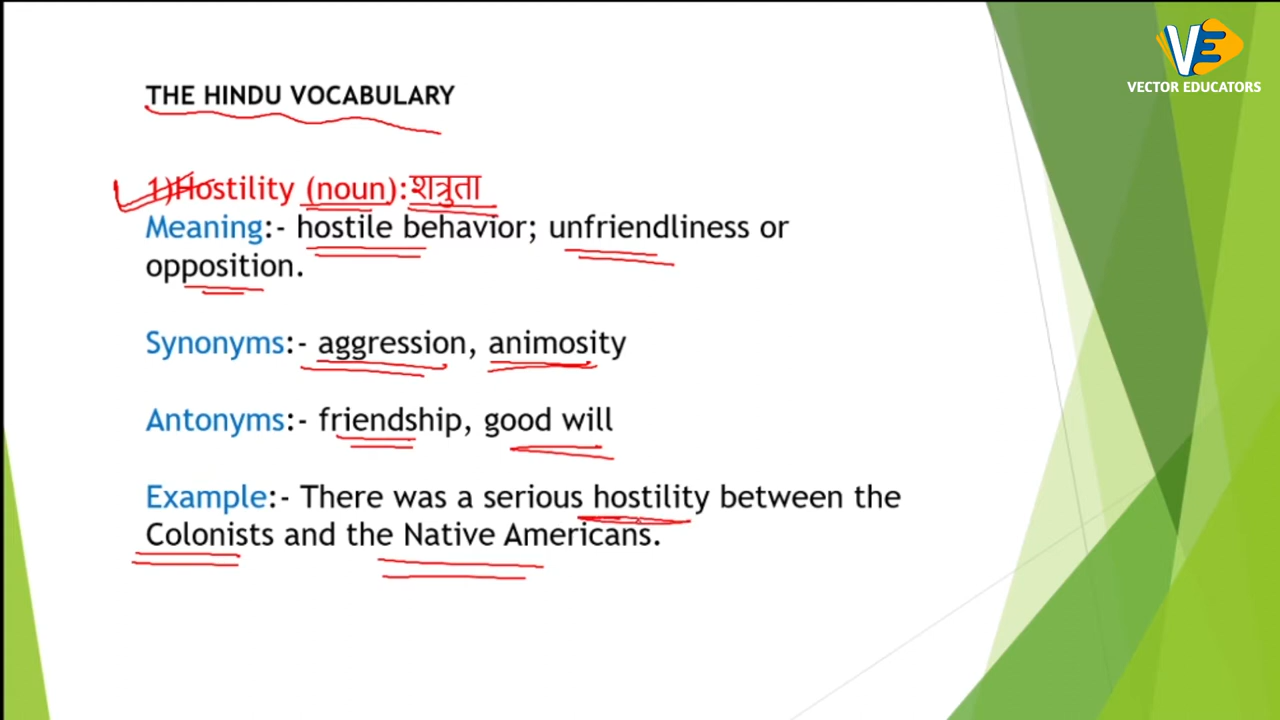 VE
VECTOR EDUCATORS
THE HINDU VOCABULARY
1)Hostility (noun):शत्रुता
Meaning:- hostile behavior; unfriendliness or
opposition.
Synonyms:- aggression, animosity
Antonyms:- friendship, good will
Example:- There was a serious hostility between the
Colonists and the Native Americans.